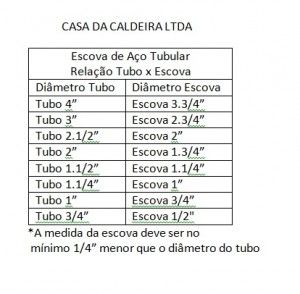 CASA DA CALDEIRA LTDA
Escova de Aço Tubular
Relação Tubo x Escova
Diâmetro Tubo Diâmetro Escova
Tubo 4” Escova 3.3/4”
Tubo 3” Escova 2.3/4”
Tubo 2.1/2” Escova 2”
Tubo 2” Escova 1.3/4”
Tubo 1.1/2” Escova 1.1/4”
Tubo 1.1/4” Escova 1”
Tubo 1” Escova 3/4”
Tubo 3/4” Escova 1/2"
*A medida da escova deve ser no
mínimo 1/4” menor que o diâmetro do tubo